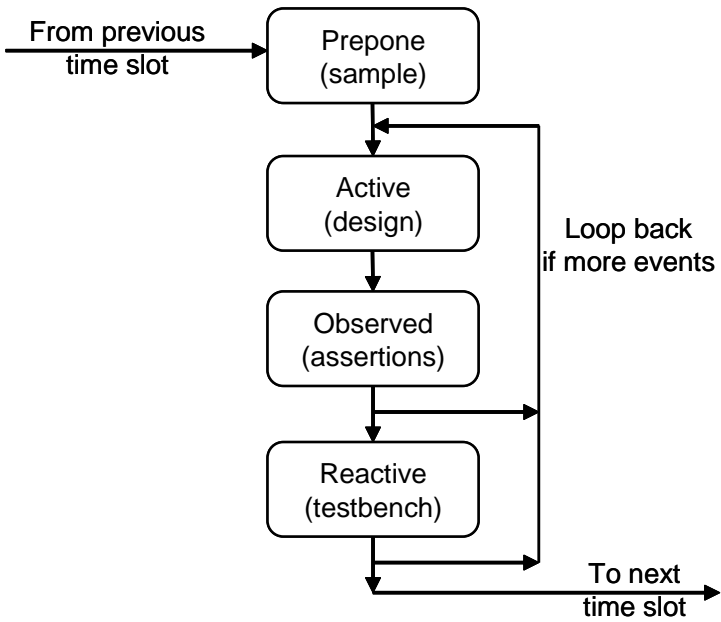 From previous
time slot
Prepone
(sample)
Active
(design)
Loop back
if more events
Observed
(assertions)
Reactive
(testbench)
To next
time slot